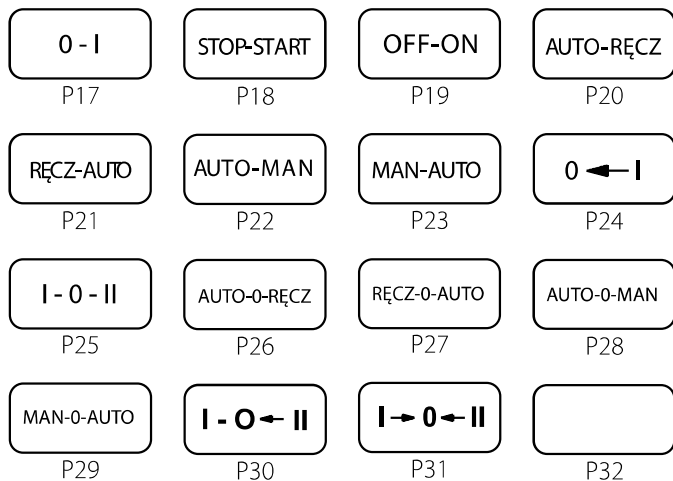 0 - I STOP-START OFF-ON AUTO-RĘCZ
P17 P18 P19 P20
RĘCZ-AUTO AUTO-MAN MAN-AUTO 0 ← I
P21 P22 P23 P24
I - 0 - II AUTO-0-RĘCZ RĘCZ-0-AUTO AUTO-0-MAN
P25 P26 P27 P28
MAN-0-AUTO I - O ← II I → 0 ← II
P29 P30 P31 P32